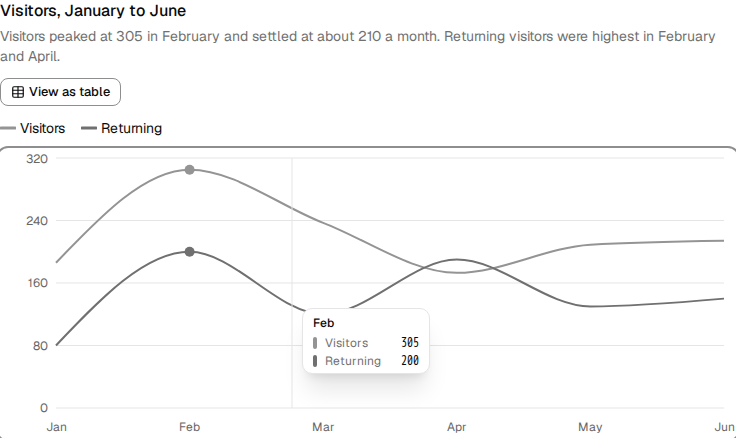 Visitors, January to June
Visitors peaked at 305 in February and settled at about 210 a month. Returning visitors were highest in February
and April.
View as table
Visitors
Returning
320
240
160
80
0
Feb
Visitors 305
Returning 200
Jan
Feb
Mar
Apr
May
Jun